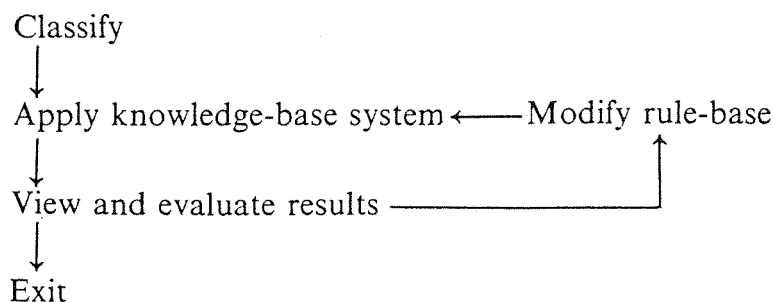 Classify
Apply knowledge-base system
Modify rule-base
View and evaluate results
Exit